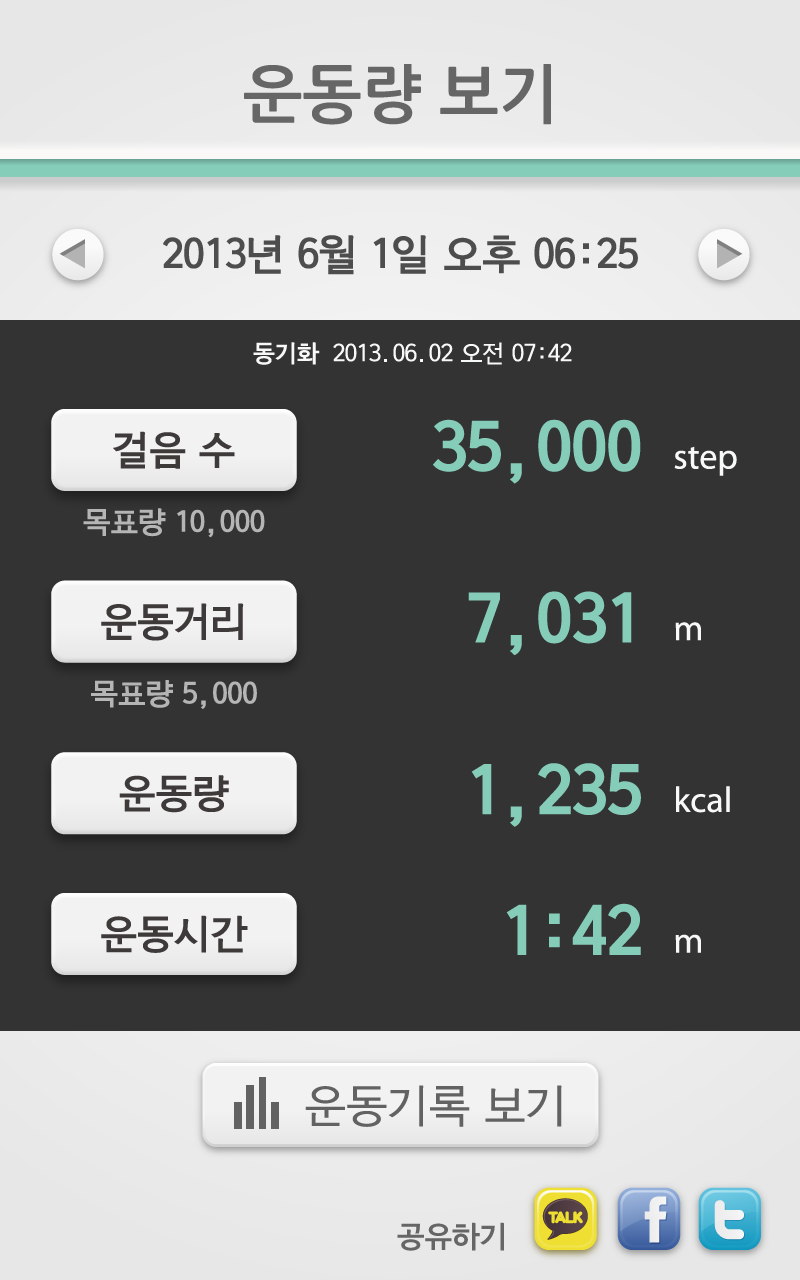 운동량 보기
2013년 6월 1일 오후 06:25
동기화 2013.06.02 오전 07:42
걸음 수 35,000 step
목표량 10,000
운동거리 7,031 m
목표량 5,000
운동량 1,235 kcal
운동시간 1:42 m
운동기록 보기
공유하기 TALK f t